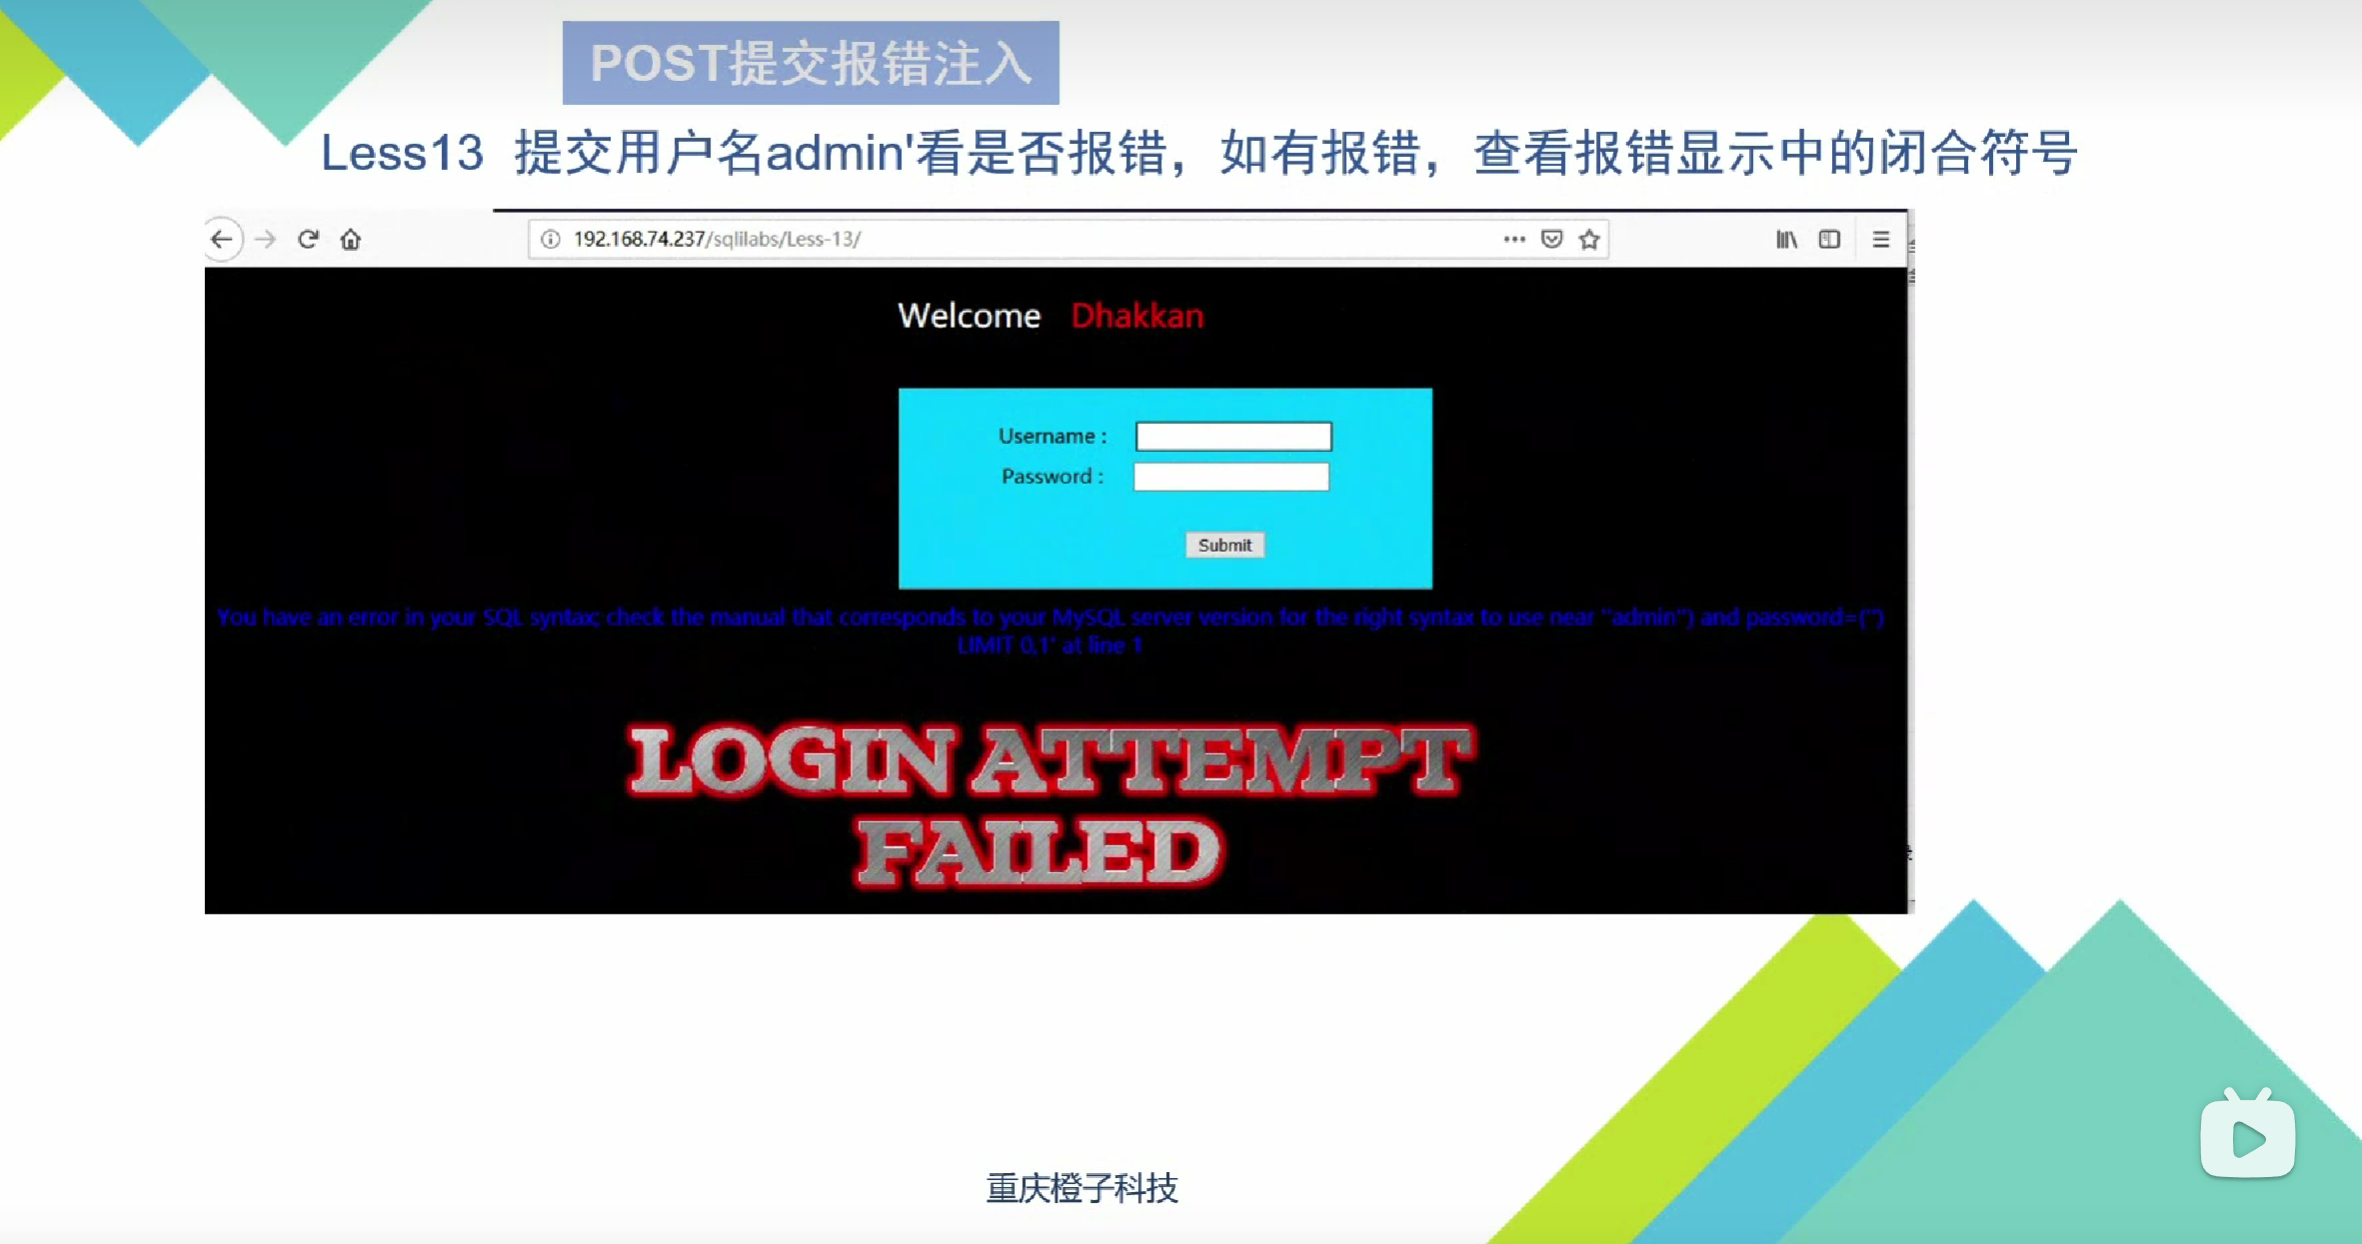 POST提交报错注入
Less13 提交用户名admin'看是否报错，如有报错，查看报错显示中的闭合符号
192.168.74.237/sqlilabs/Less-13/
Welcome Dhakkan
Username :
Password :
Submit
You have an error in your SQL syntax; check the manual that corresponds to your MySQL server version for the right syntax to use near ''admin'') and password=('')
LIMIT 0,1' at line 1
LOGIN ATTEMPT
FAILED
重庆橙子科技